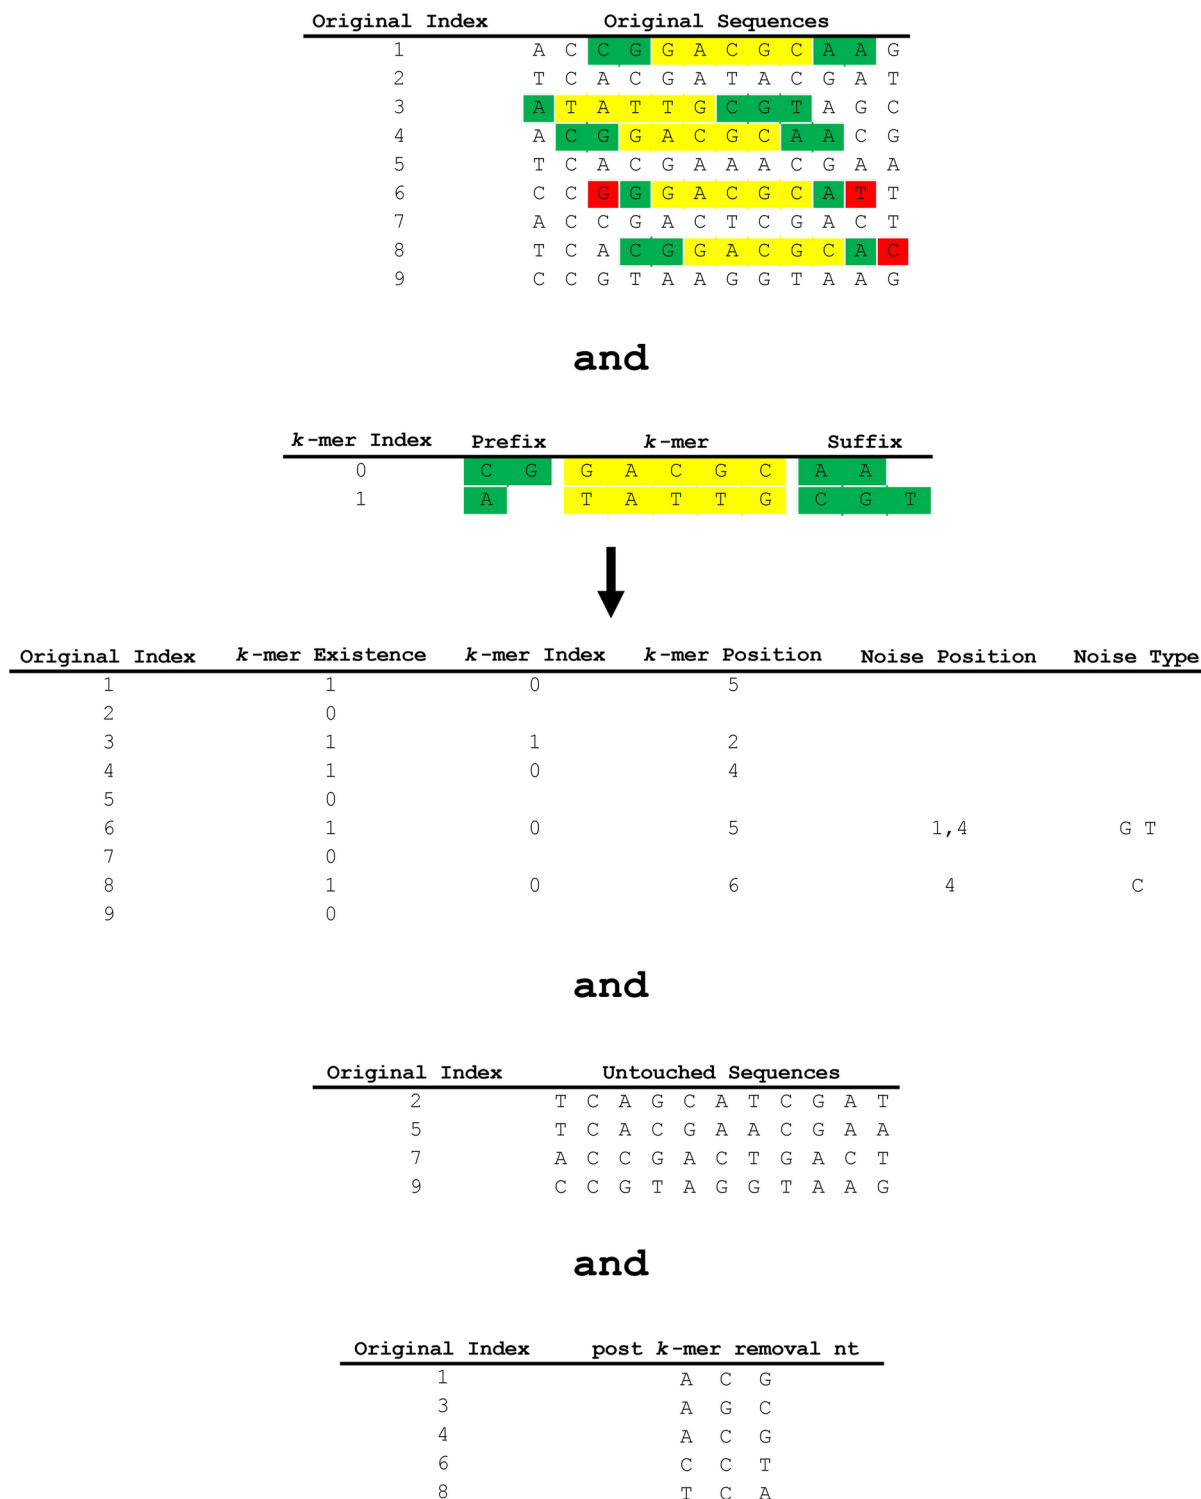 Original Index Original Sequences
1 A C C G G A C G C A A G
2 T C A C G A T A C G A T
3 A T A T T G C G T A G C
4 A C G G A C G C A A C G
5 T C A C G A A A C G A A
6 C C G G G A C G C A T T
7 A C C G A C T C G A C T
8 T C A C G G A C G C A C
9 C C G T A A G G T A A G
and
k-mer Index Prefix k-mer Suffix
0 C G G A C G C A A
1 A T A T T G C G T
Original Index k-mer Existence k-mer Index k-mer Position Noise Position Noise Type
1 1 0 5
2 0
3 1 1 2
4 1 0 4
5 0
6 1 0 5 1,4 G T
7 0
8 1 0 6 4 C
9 0
and
Original Index Untouched Sequences
2 T C A G C A T C G A T
5 T C A C G A A C G A A
7 A C C G A C T G A C T
9 C C G T A G G T A A G
and
Original Index post k-mer removal nt
1 A C G
3 A G C
4 A C G
6 C C T
8 T C A